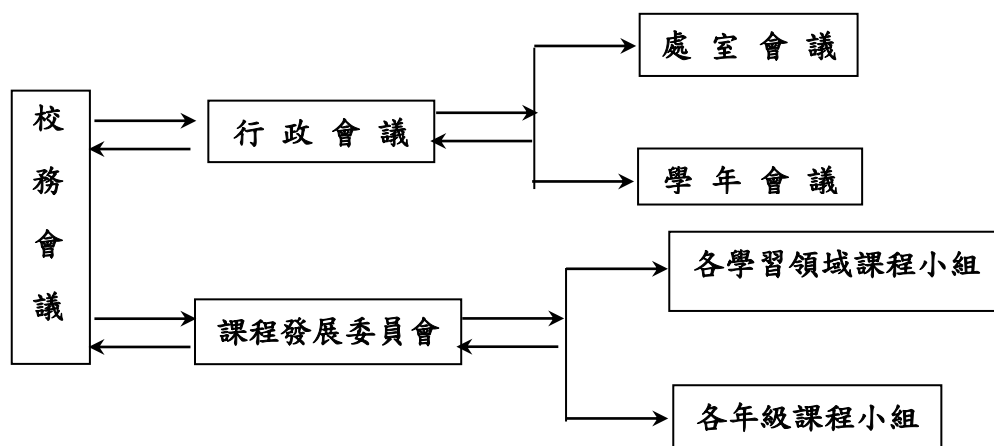 校務會議
行政會議
處室會議
學年會議
課程發展委員會
各學習領域課程小組
各年級課程小組